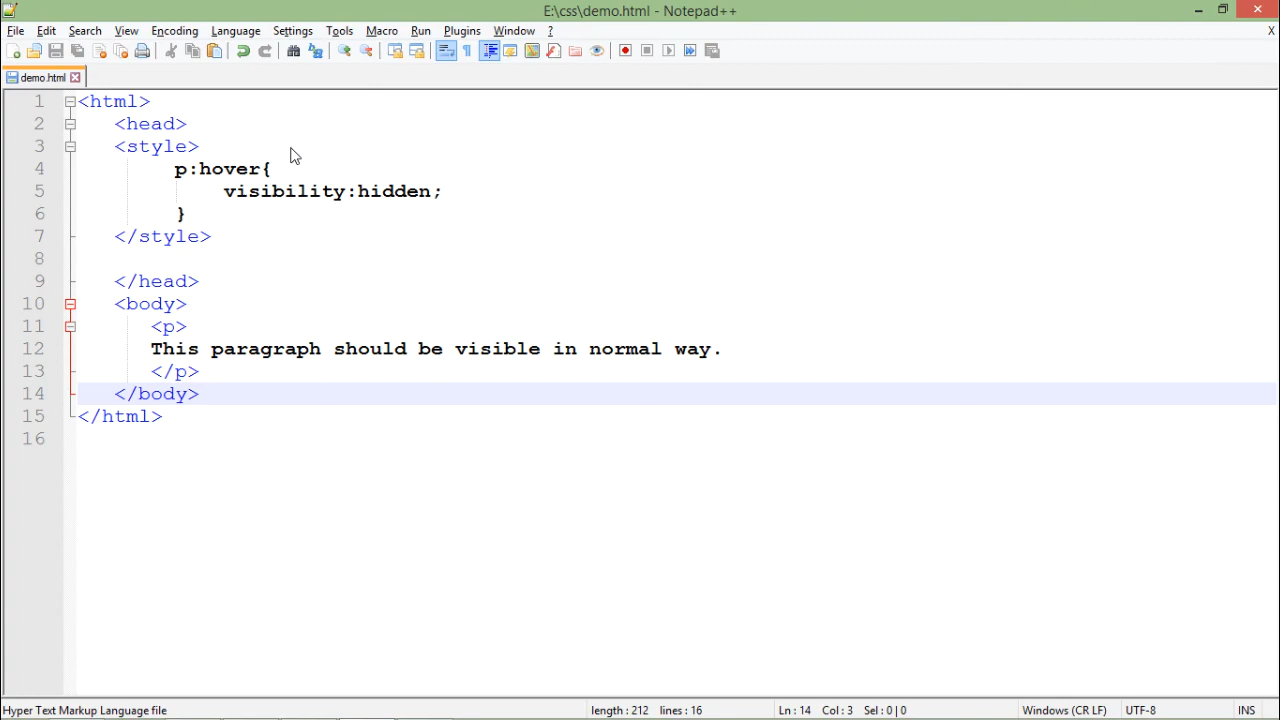 E:\css\demo.html - Notepad++
File Edit Search View Encoding Language Settings Tools Macro Run Plugins Window ? X
demo.html
1 <html>
2 <head>
3 <style>
4 p:hover{
5 visibility:hidden;
6 }
7 </style>
8
9 </head>
10 <body>
11 <p>
12 This paragraph should be visible in normal way.
13 </p>
14 </body>
15 </html>
16
Hyper Text Markup Language file length : 212 lines : 16 Ln : 14 Col : 3 Sel : 0 | 0 Windows (CR LF) UTF-8 INS